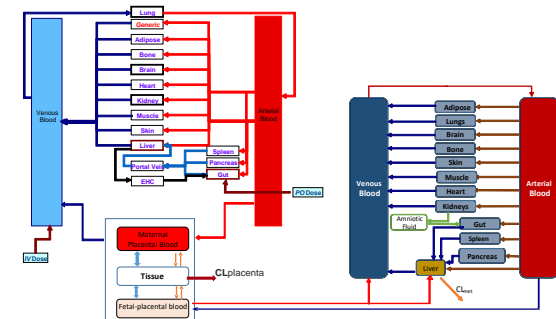 Lung
Generic
Adipose
Bone
Brain
Heart
Kidney
Muscle
Skin
Liver
Portal Vein
EHC
Spleen
Pancreas
Gut
Venous
Blood
Arterial
Blood
PO Dose
IV Dose
Maternal
Placental Blood
Tissue
CLplacenta
Fetal-placental blood
Adipose
Lungs
Brain
Bone
Skin
Muscle
Heart
Kidneys
Amniotic
Fluid
Gut
Spleen
Pancreas
Liver
CLmet
Venous
Blood
Arterial
Blood